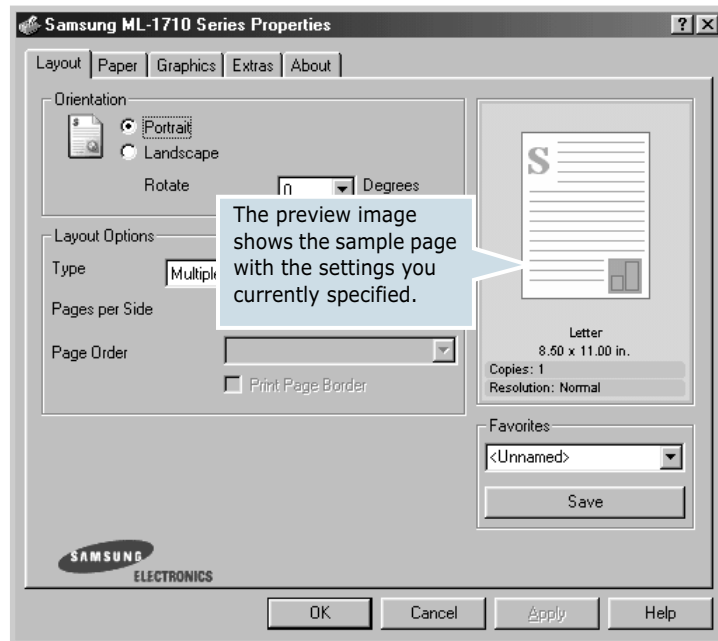 Samsung ML-1710 Series Properties
Layout Paper Graphics Extras About
Orientation
Portrait
Landscape
Rotate 0 Degrees
The preview image
shows the sample page
with the settings you
currently specified.
Layout Options
Type
Pages per Side
Page Order
Print Page Border
S
Letter
8.50 x 11.00 in.
Copies: 1
Resolution: Normal
Favorites
<Unnamed>
Save
SAMSUNG
ELECTRONICS
OK Cancel Apply Help